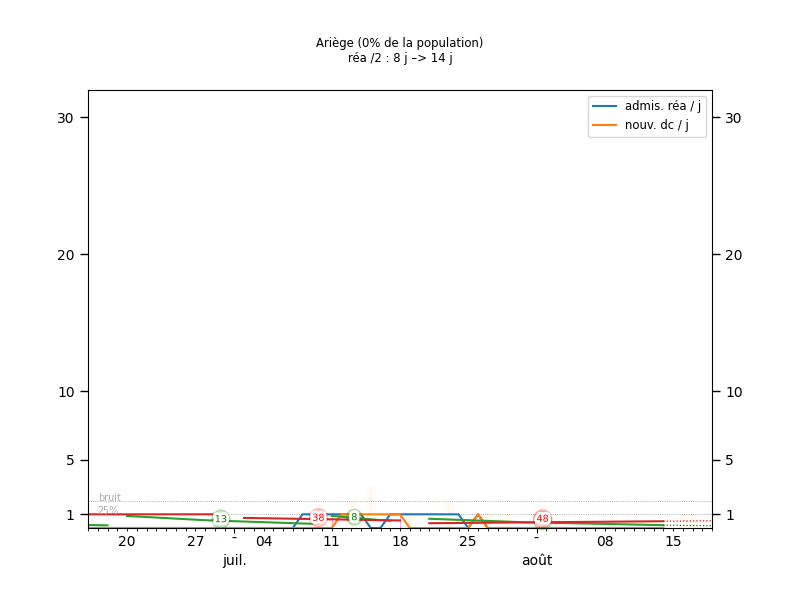 Ariège (0% de la population)
réa /2 : 8 j –> 14 j
admis. réa / j
nouv. dc / j
30 30
20 20
10 10
5 5
bruit
25%
1 1
13 38 8 48
20 27 - 04 11 18 25 - 08 15
juil. août